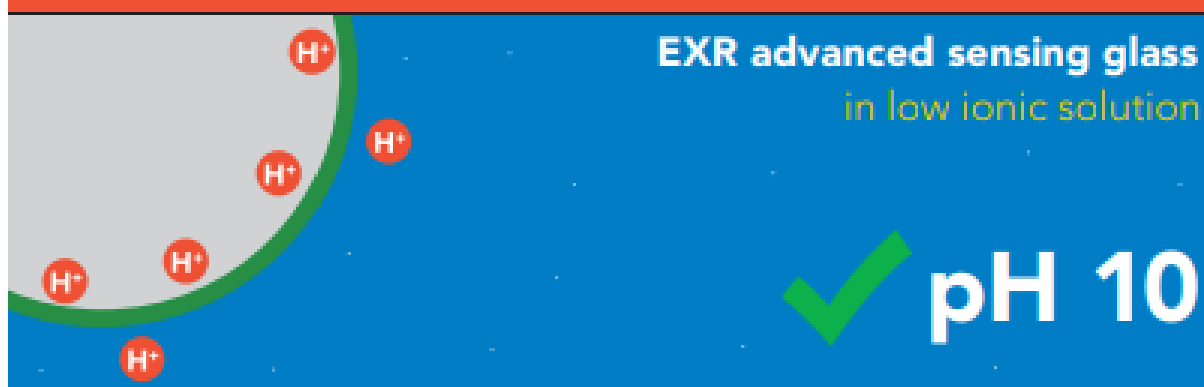 EXR advanced sensing glass
in low ionic solution
H⁺
H⁺
H⁺
H⁺
H⁺
H⁺
pH 10